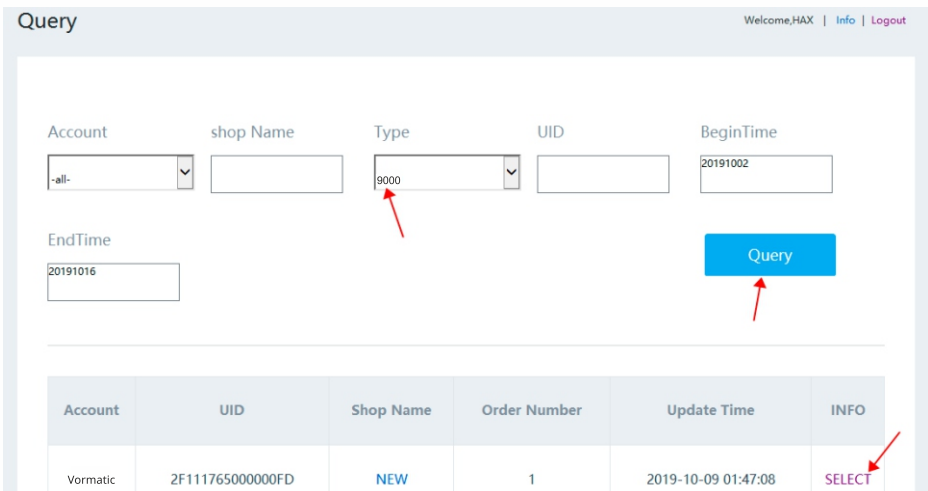 Query
Welcome,HAX | Info | Logout
Account shop Name Type UID BeginTime
-all- 9000 20191002
EndTime
20191016
Query
Account UID Shop Name Order Number Update Time INFO
Vormatic 2F111765000000FD NEW 1 2019-10-09 01:47:08 SELECT